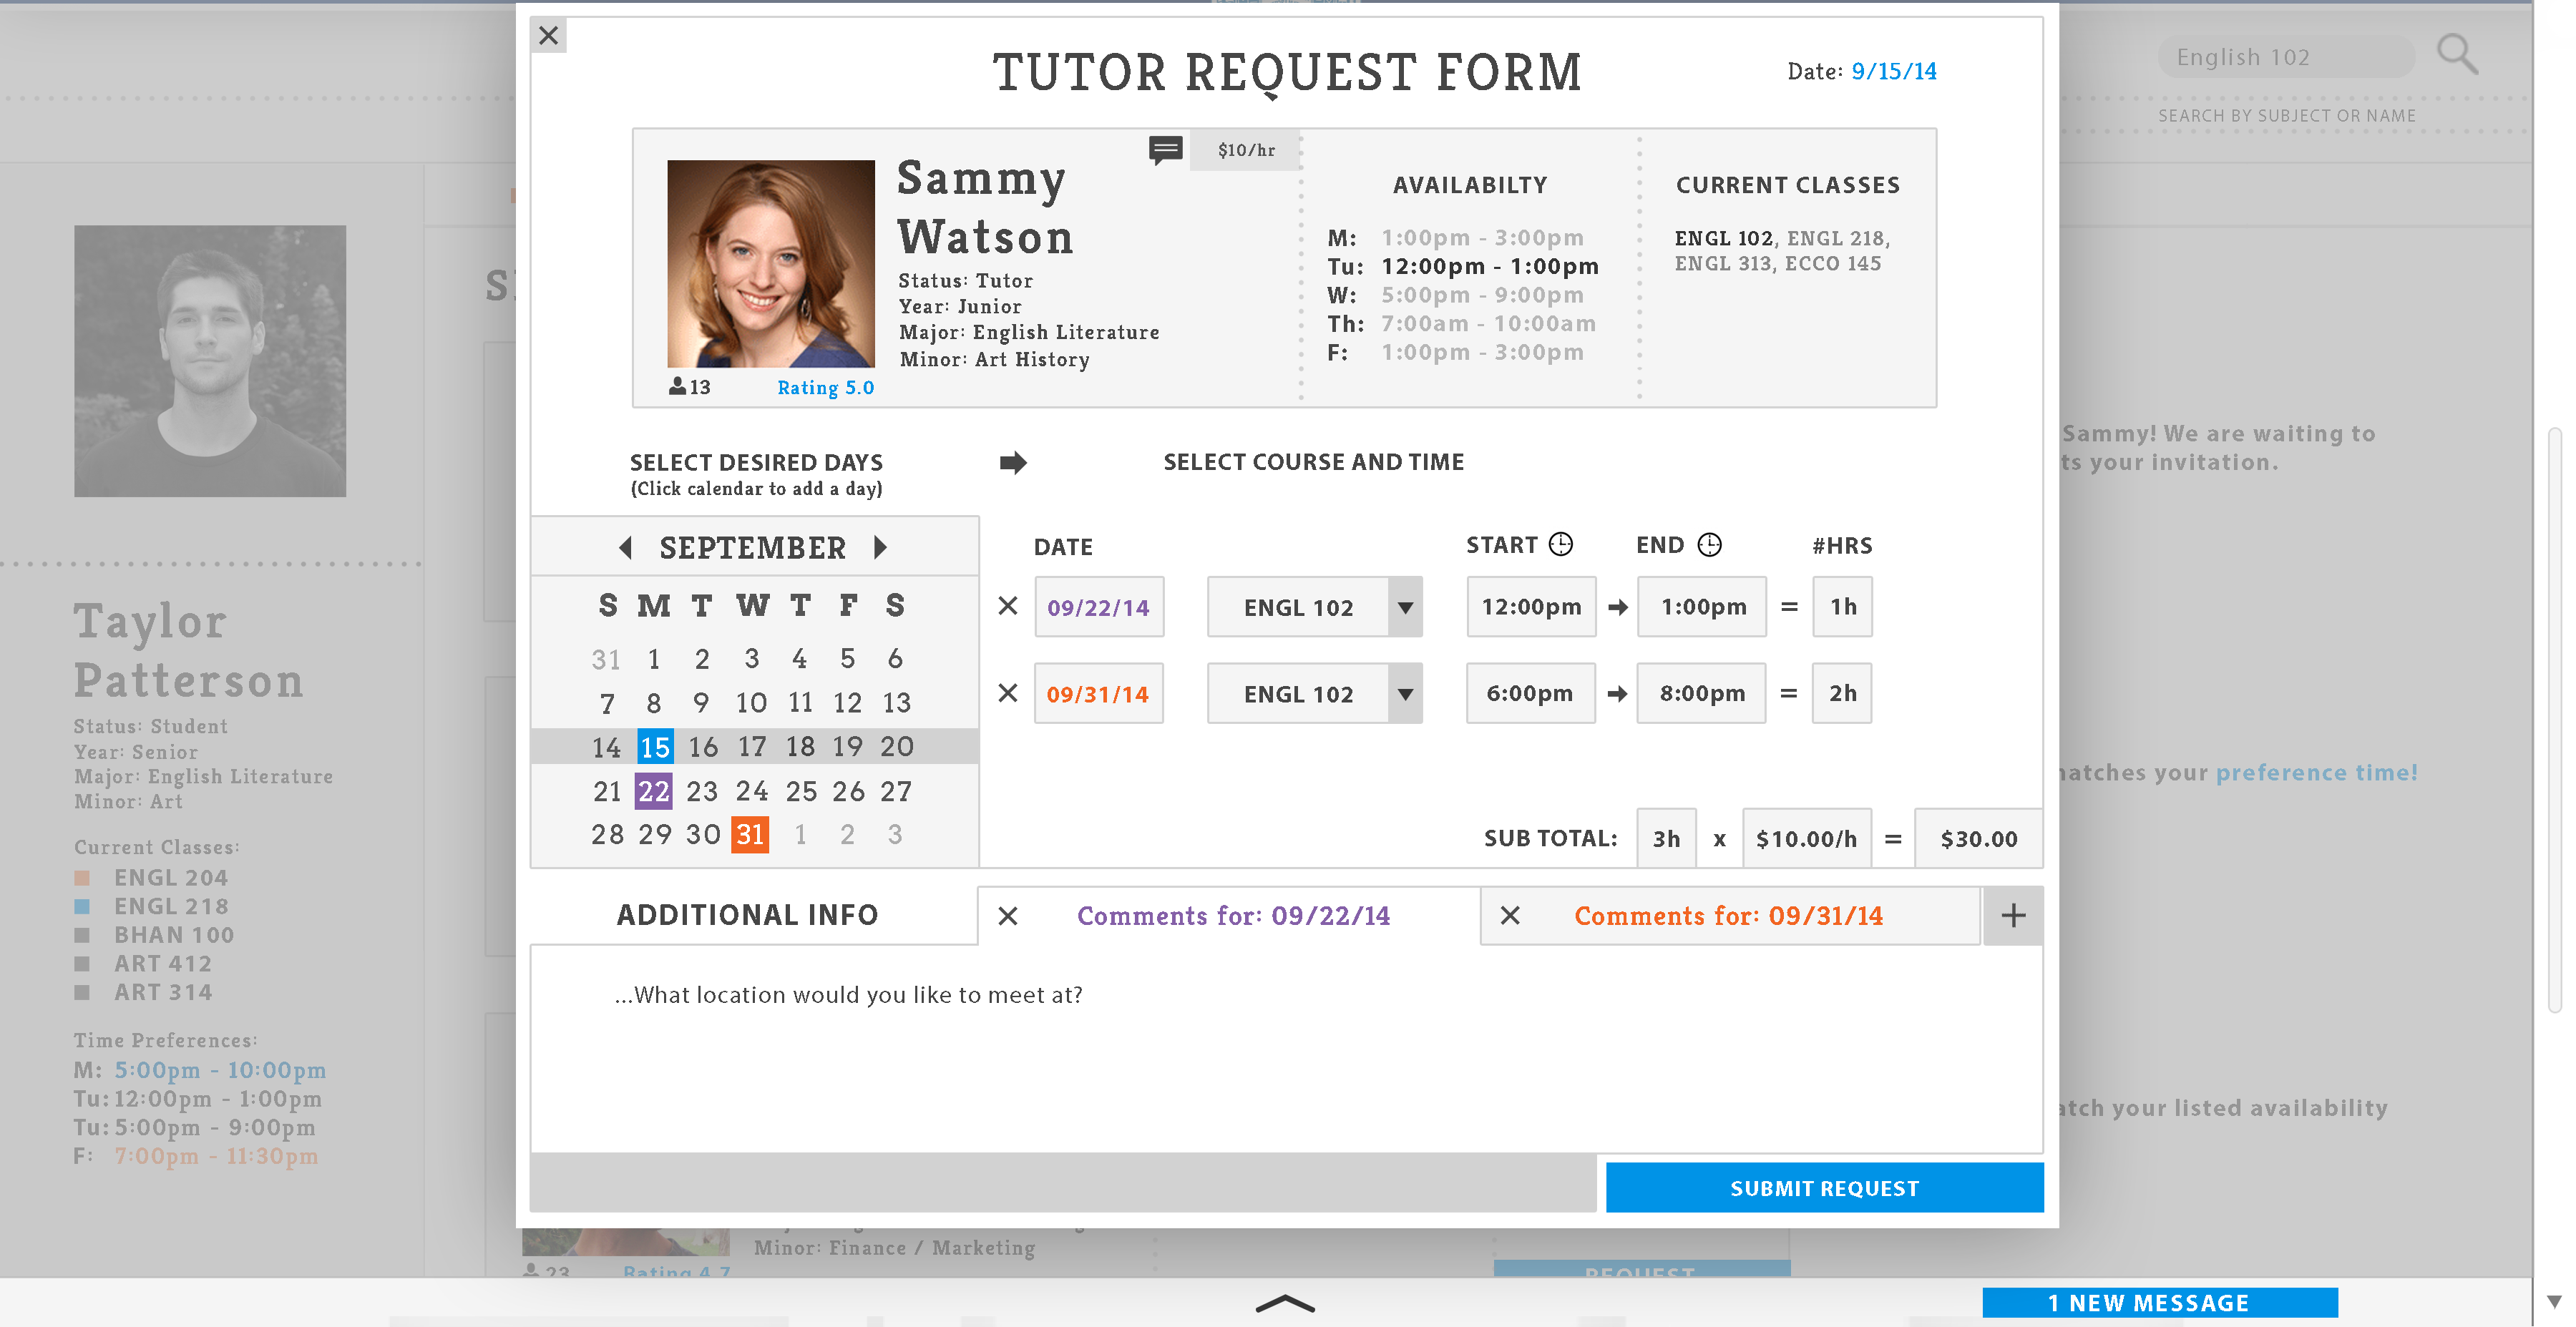 TUTOR REQUEST FORM
Date: 9/15/14
English 102
SEARCH BY SUBJECT OR NAME
$10/hr
Sammy
Watson
Status: Tutor
Year: Junior
Major: English Literature
Minor: Art History
13
Rating 5.0
AVAILABILTY
M: 1:00pm - 3:00pm
Tu: 12:00pm - 1:00pm
W: 5:00pm - 9:00pm
Th: 7:00am - 10:00am
F: 1:00pm - 3:00pm
CURRENT CLASSES
ENGL 102, ENGL 218,
ENGL 313, ECCO 145
Sammy! We are waiting to
your invitation.
SELECT DESIRED DAYS
(Click calendar to add a day)
SELECT COURSE AND TIME
SEPTEMBER
S M T W T F S
31 1 2 3 4 5 6
7 8 9 10 11 12 13
14 15 16 17 18 19 20
21 22 23 24 25 26 27
28 29 30 31 1 2 3
DATE START END #HRS
09/22/14 ENGL 102 12:00pm 1:00pm = 1h
09/31/14 ENGL 102 6:00pm 8:00pm = 2h
SUB TOTAL: 3h x $10.00/h = $30.00
ADDITIONAL INFO
Comments for: 09/22/14
Comments for: 09/31/14
+
...What location would you like to meet at?
SUBMIT REQUEST
Taylor
Patterson
Status: Student
Year: Senior
Major: English Literature
Minor: Art
Current Classes:
ENGL 204
ENGL 218
BHAN 100
ART 412
ART 314
Time Preferences:
M: 5:00pm - 10:00pm
Tu: 12:00pm - 1:00pm
Tu: 5:00pm - 9:00pm
F: 7:00pm - 11:30pm
your preference time!
your listed availability
Minor: Finance / Marketing
23
Rating 4.7
REQUEST
1 NEW MESSAGE